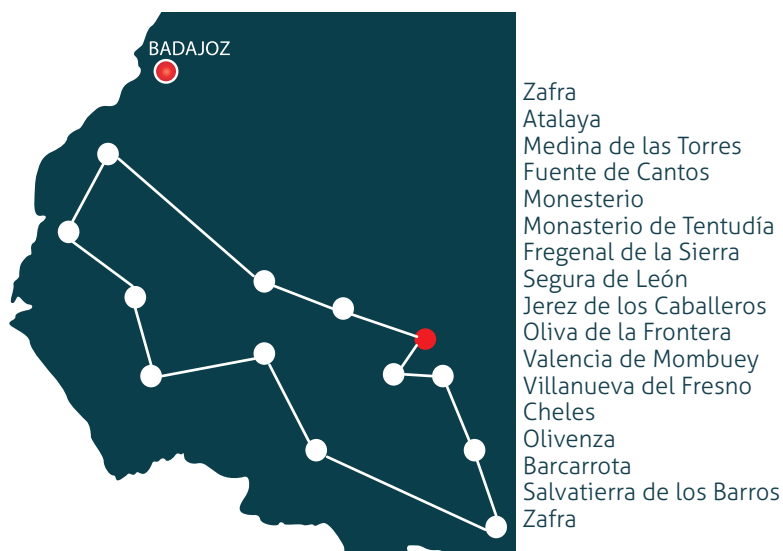 BADAJOZ
Zafra
Atalaya
Medina de las Torres
Fuente de Cantos
Monesterio
Monasterio de Tentudía
Fregenal de la Sierra
Segura de León
Jerez de los Caballeros
Oliva de la Frontera
Valencia de Mombuey
Villanueva del Fresno
Cheles
Olivenza
Barcarrota
Salvatierra de los Barros
Zafra